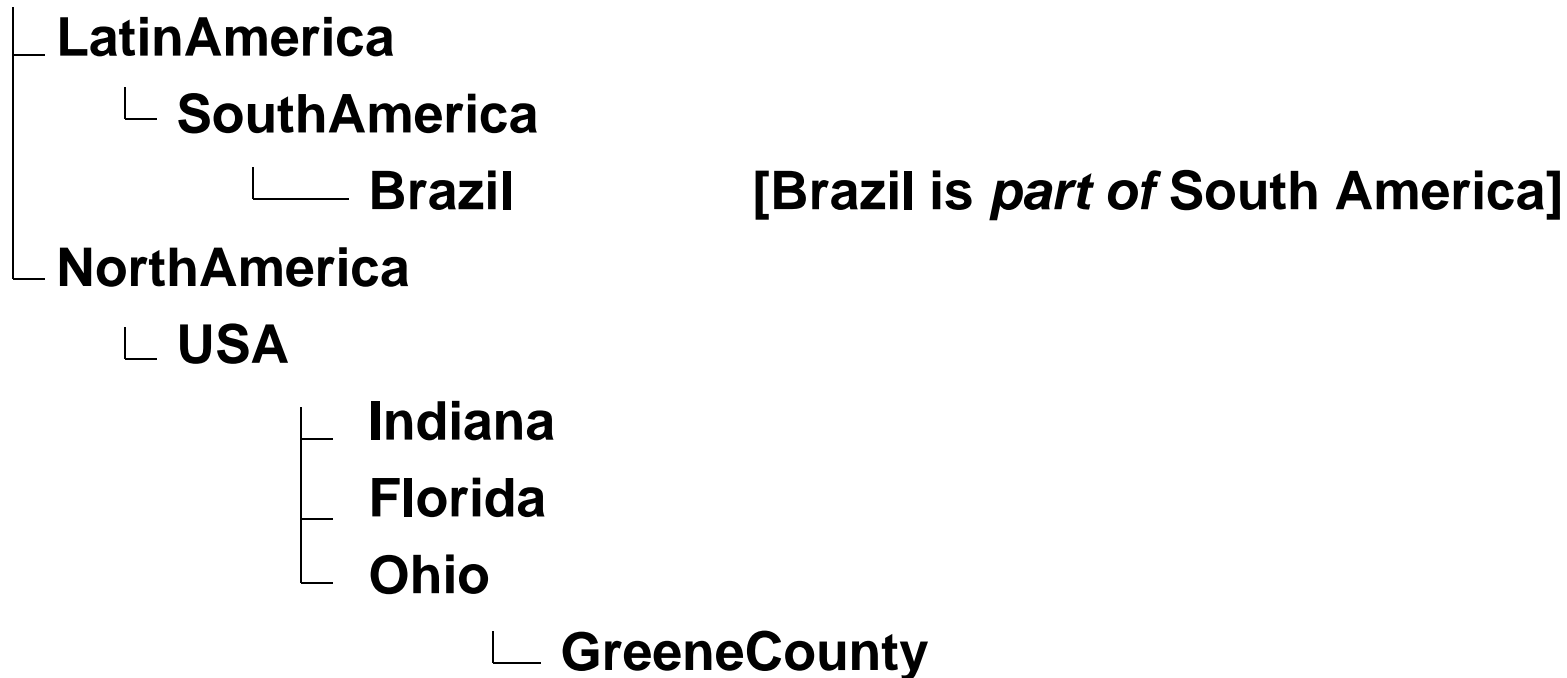 LatinAmerica
SouthAmerica
Brazil [Brazil is part of South America]
NorthAmerica
USA
Indiana
Florida
Ohio
GreeneCounty